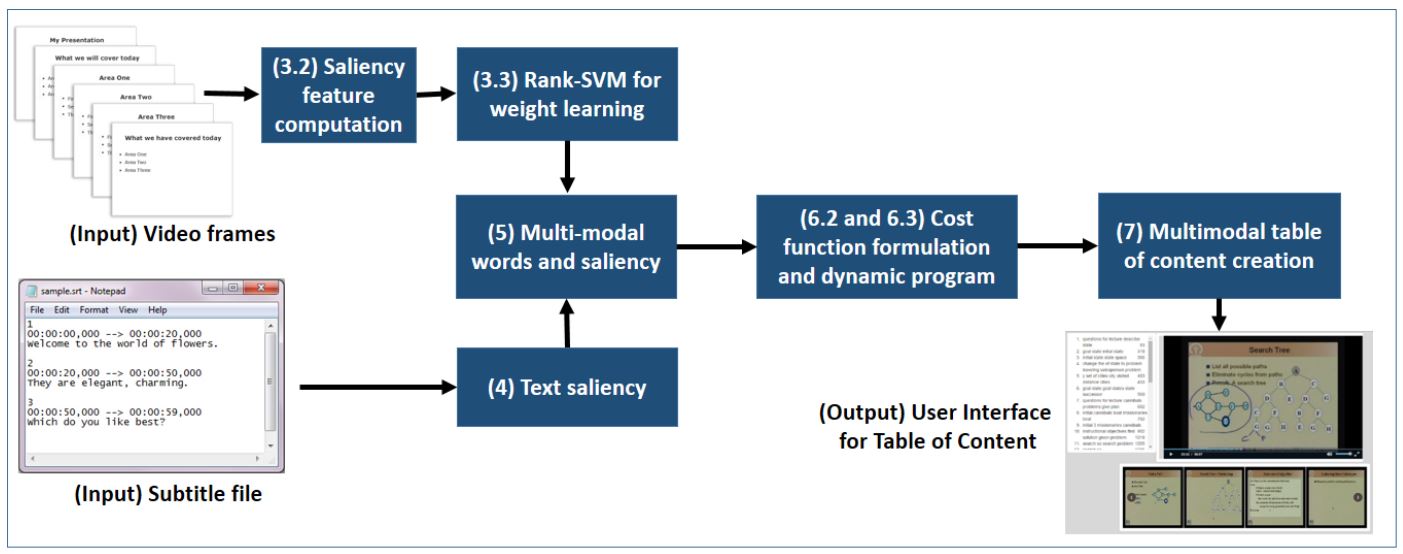 My Presentation
What we will cover today
Area One
Area Two
Area Three
What we have covered today
• Area One
• Area Two
• Area Three
(Input) Video frames
(3.2) Saliency
feature
computation
(3.3) Rank-SVM for
weight learning
(5) Multi-modal
words and saliency
(6.2 and 6.3) Cost
function formulation
and dynamic program
(7) Multimodal table
of content creation
sample.srt - Notepad
File Edit Format View Help
1
00:00:00,000 --> 00:00:20,000
Welcome to the world of flowers.
2
00:00:20,000 --> 00:00:50,000
They are elegant, charming.
3
00:00:50,000 --> 00:00:59,000
Which do you like best?
(Input) Subtitle file
(4) Text saliency
(Output) User Interface
for Table of Content
Search Tree
List all possible paths
Eliminate cycles from paths
A search tree